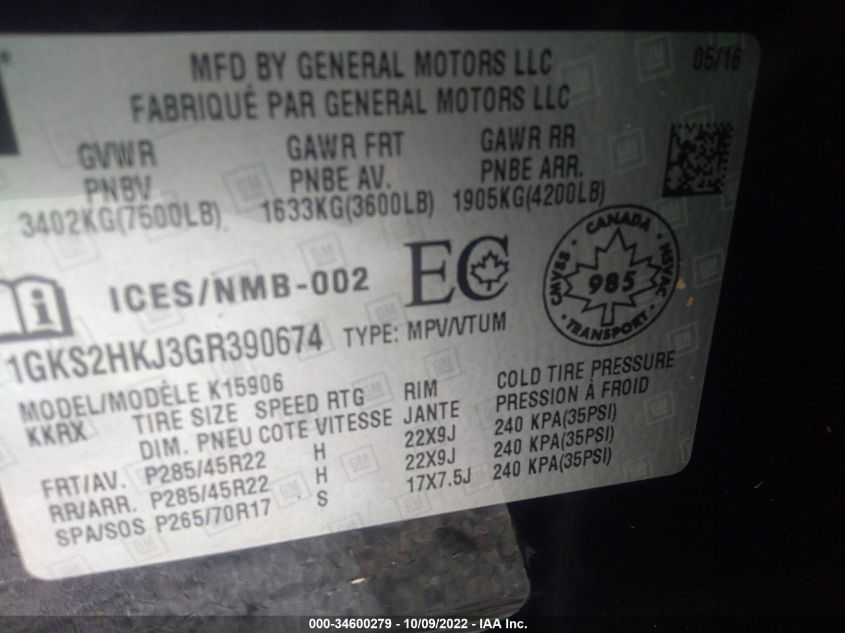 MFD BY GENERAL MOTORS LLC 05/16
FABRIQUÉ PAR GENERAL MOTORS LLC
GVWR GAWR FRT GAWR RR
PNBV PNBE AV. PNBE ARR.
3402KG(7500LB) 1633KG(3600LB) 1905KG(4200LB)
ICES/NMB-002 EC
CANADA
CMVSS 985 NSVAC
TRANSPORT
1GKS2HKJ3GR390674 TYPE: MPV/VTUM
MODEL/MODÈLE K15906
KKRX TIRE SIZE SPEED RTG RIM COLD TIRE PRESSURE
DIM. PNEU COTE VITESSE JANTE PRESSION À FROID
FRT/AV. P285/45R22 H 22X9J 240 KPA(35PSI)
RR/ARR. P285/45R22 H 22X9J 240 KPA(35PSI)
SPA/SOS P265/70R17 S 17X7.5J 240 KPA(35PSI)
000-34600279 - 10/09/2022 - IAA Inc.